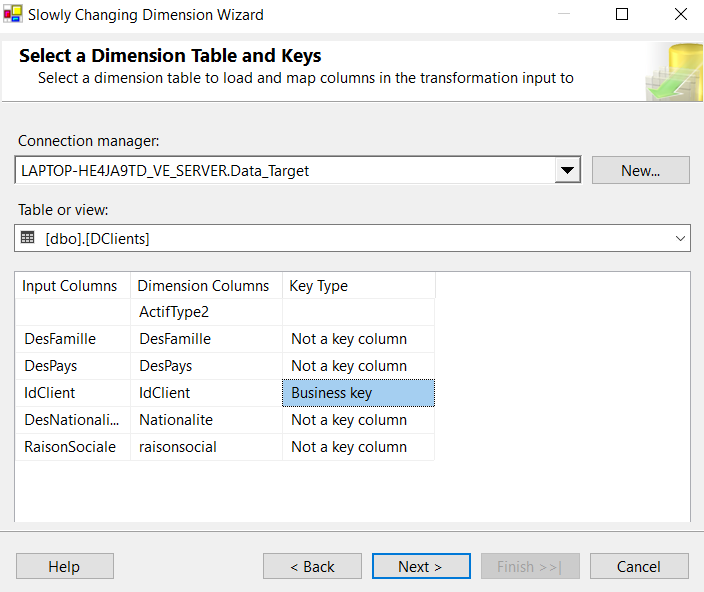 Slowly Changing Dimension Wizard
Select a Dimension Table and Keys
Select a dimension table to load and map columns in the transformation input to
Connection manager:
LAPTOP-HE4JA9TD_VE_SERVER.Data_Target
New...
Table or view:
[dbo].[DClients]
Input Columns Dimension Columns Key Type
ActifType2
DesFamille DesFamille Not a key column
DesPays DesPays Not a key column
IdClient IdClient Business key
DesNationali... Nationalite Not a key column
RaisonSociale raisonsocial Not a key column
Help < Back Next > Finish >>| Cancel